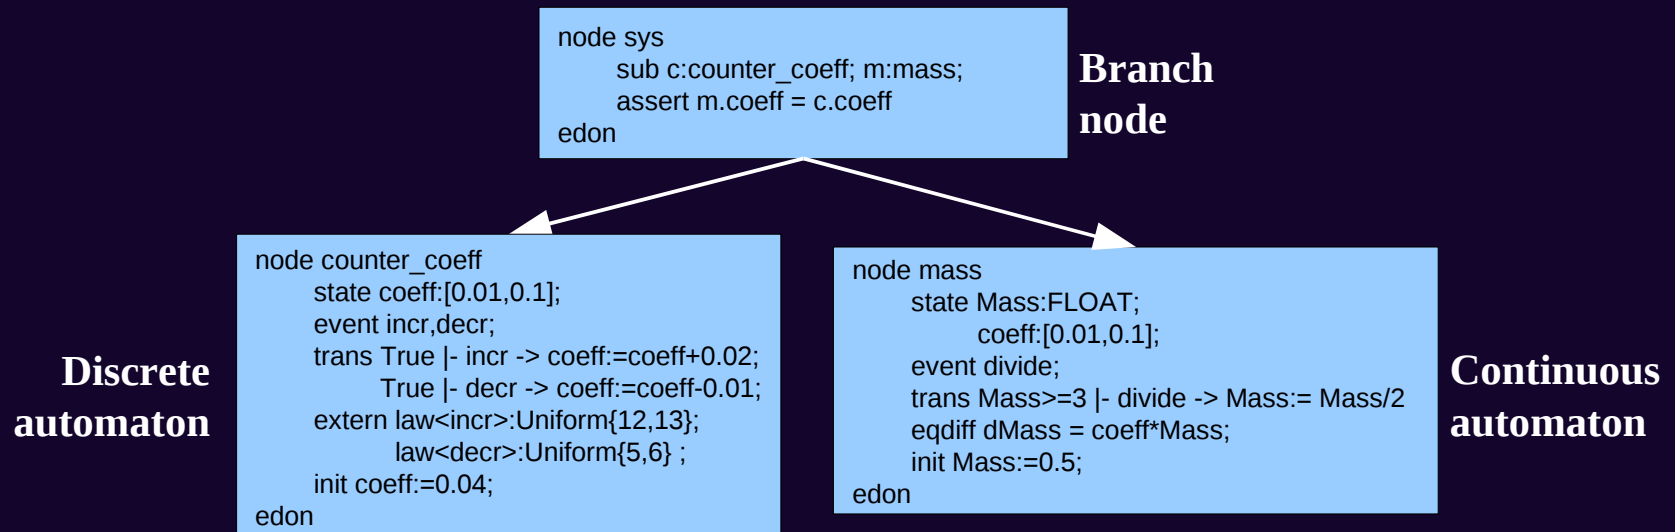 node sys
sub c:counter_coeff; m:mass;
assert m.coeff = c.coeff
edon
Branch
node
node counter_coeff
state coeff:[0.01,0.1];
event incr,decr;
trans True |- incr -> coeff:=coeff+0.02;
True |- decr -> coeff:=coeff-0.01;
extern law<incr>:Uniform{12,13};
law<decr>:Uniform{5,6} ;
init coeff:=0.04;
edon
Discrete
automaton
node mass
state Mass:FLOAT;
coeff:[0.01,0.1];
event divide;
trans Mass>=3 |- divide -> Mass:= Mass/2
eqdiff dMass = coeff*Mass;
init Mass:=0.5;
edon
Continuous
automaton